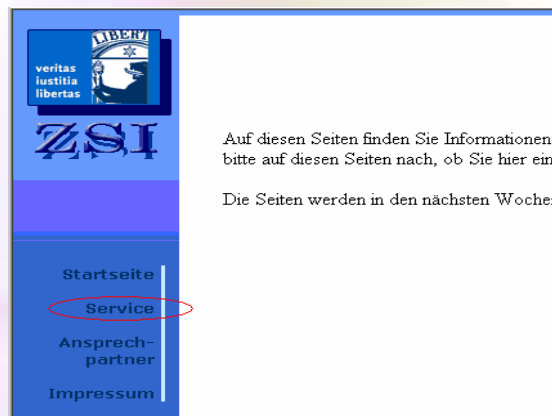 LIBERT
veritas
iustitia
libertas
ZSI
Auf diesen Seiten finden Sie Informationen
bitte auf diesen Seiten nach, ob Sie hier ein
Die Seiten werden in den nächsten Woche
Startseite
Service
Ansprech-
partner
Impressum